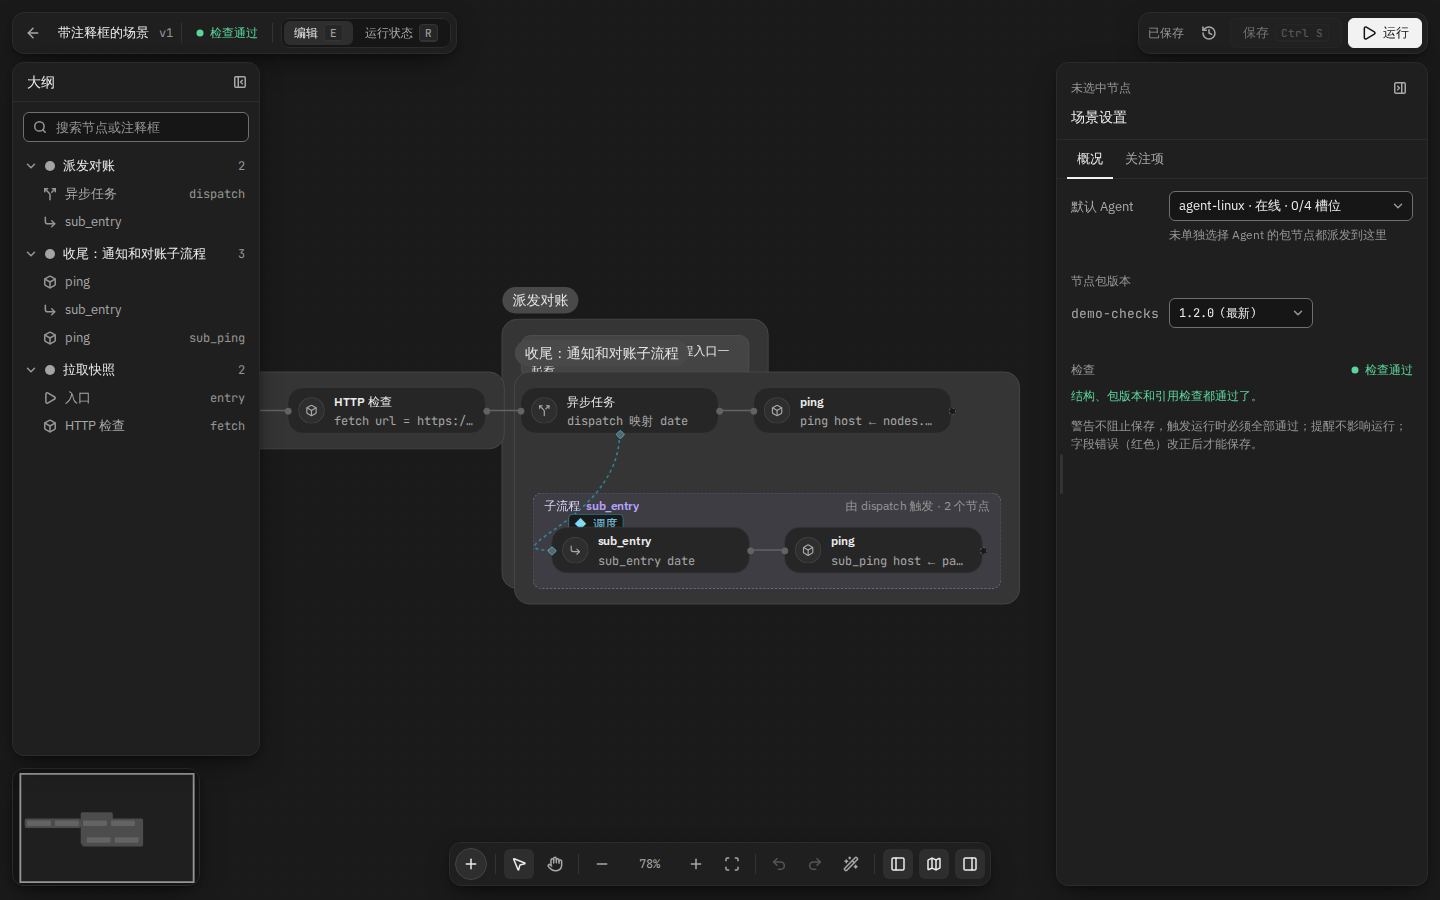 带注释框的场景 v1 检查通过 编辑 E 运行状态 R 已保存 保存 Ctrl S 运行
大纲
搜索节点或注释框
派发对账 2
异步任务 dispatch
sub_entry
收尾：通知和对账子流程 3
ping
sub_entry
ping sub_ping
拉取快照 2
入口 entry
HTTP 检查 fetch
派发对账
收尾：通知和对账子流程 入口一
HTTP 检查
fetch url = https:/…
异步任务
dispatch 映射 date
ping
ping host ← nodes.…
子流程 sub_entry 由 dispatch 触发 · 2 个节点
调度
sub_entry
sub_entry date
ping
sub_ping host ← pa…
未选中节点
场景设置
概况 关注项
默认 Agent agent-linux · 在线 · 0/4 槽位
未单独选择 Agent 的包节点都派发到这里
节点包版本
demo-checks 1.2.0 (最新)
检查 检查通过
结构、包版本和引用检查都通过了。
警告不阻止保存，触发运行时必须全部通过；提醒不影响运行；
字段错误（红色）改正后才能保存。
78%